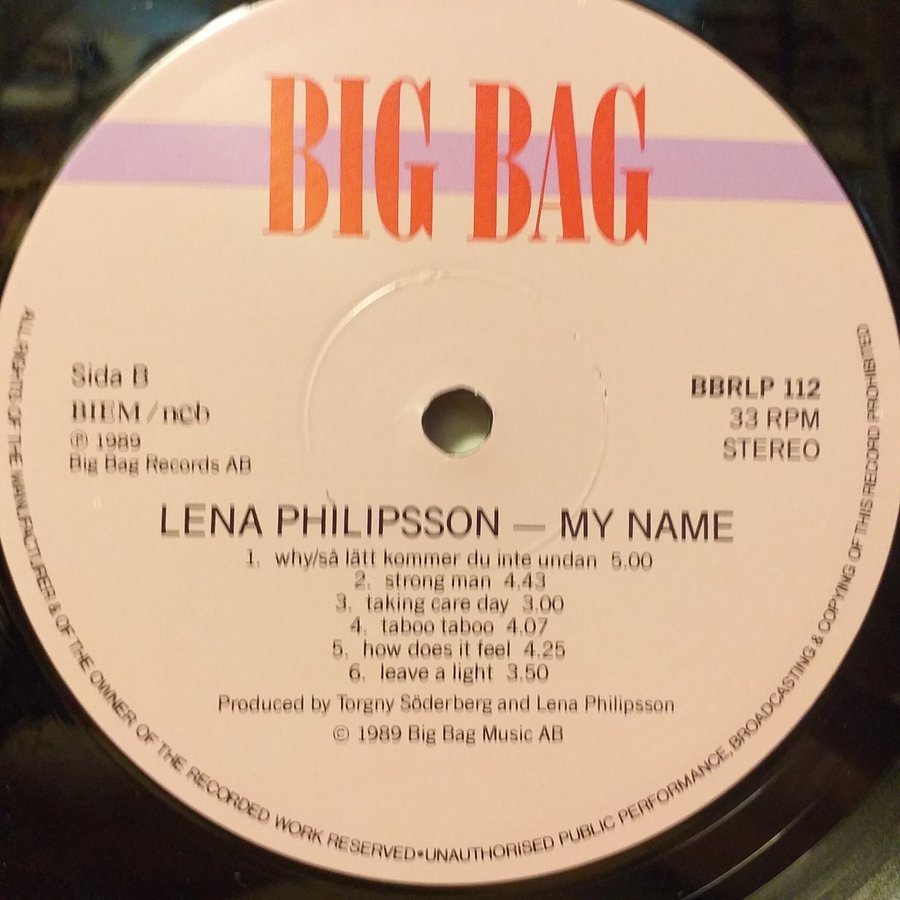 BIG BAG
Sida B
BIEM/ncb
Ⓟ 1989
Big Bag Records AB
BBRLP 112
33 RPM
STEREO
LENA PHILIPSSON — MY NAME
1. why/så lätt kommer du inte undan 5.00
2. strong man 4.43
3. taking care day 3.00
4. taboo taboo 4.07
5. how does it feel 4.25
6. leave a light 3.50
Produced by Torgny Söderberg and Lena Philipsson
© 1989 Big Bag Music AB
ALL RIGHTS OF THE MANUFACTURER & OF THE OWNER OF THE RECORDED WORK RESERVED•UNAUTHORISED PUBLIC PERFORMANCE, BROADCASTING & COPYING OF THIS RECORD PROHIBITED